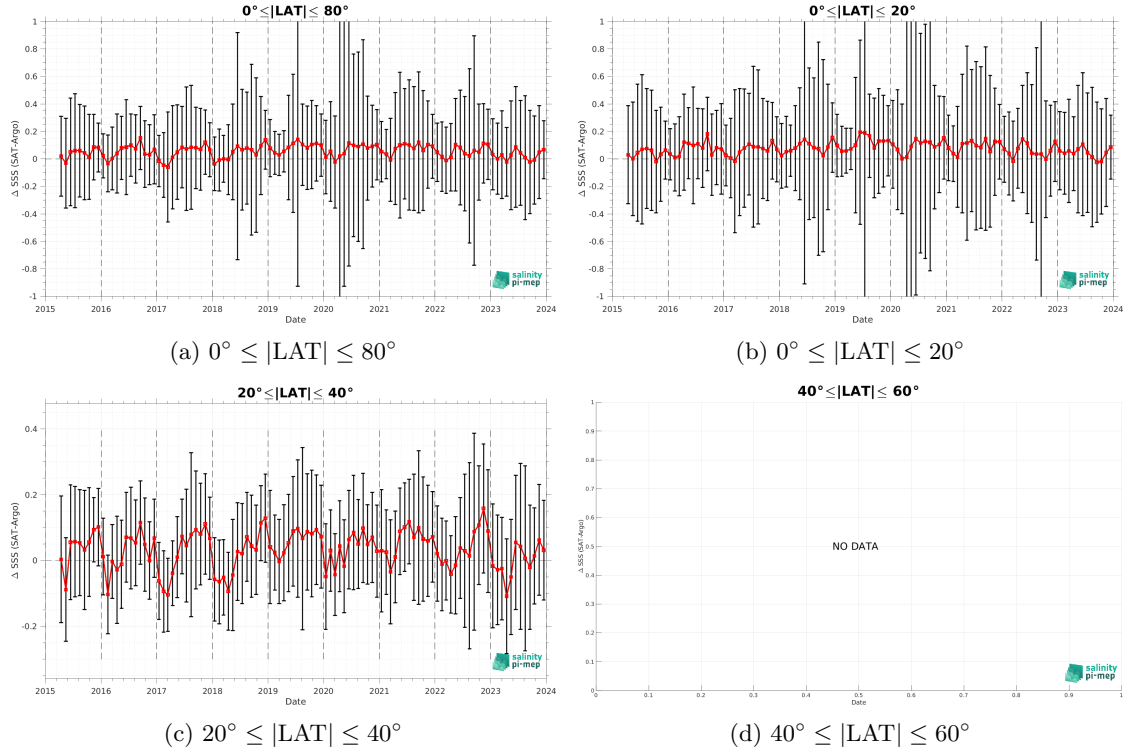 0°≤|LAT|≤ 80°
Δ SSS (SAT-Argo)
1
0.8
0.6
0.4
0.2
0
-0.2
-0.4
-0.6
-0.8
-1
2015 2016 2017 2018 2019 2020 2021 2022 2023 2024
Date
salinity
pi-mep
(a) 0° ≤ |LAT| ≤ 80°
0°≤|LAT|≤ 20°
Δ SSS (SAT-Argo)
1
0.8
0.6
0.4
0.2
0
-0.2
-0.4
-0.6
-0.8
-1
2015 2016 2017 2018 2019 2020 2021 2022 2023 2024
Date
salinity
pi-mep
(b) 0° ≤ |LAT| ≤ 20°
20°≤|LAT|≤ 40°
Δ SSS (SAT-Argo)
0.4
0.2
0
-0.2
2015 2016 2017 2018 2019 2020 2021 2022 2023 2024
Date
salinity
pi-mep
(c) 20° ≤ |LAT| ≤ 40°
40°≤|LAT|≤ 60°
Δ SSS (SAT-Argo)
1
0.9
0.8
0.7
0.6
0.5
0.4
0.3
0.2
0.1
0
NO DATA
0 0.1 0.2 0.3 0.4 0.5 0.6 0.7 0.8 0.9 1
Date
salinity
pi-mep
(d) 40° ≤ |LAT| ≤ 60°